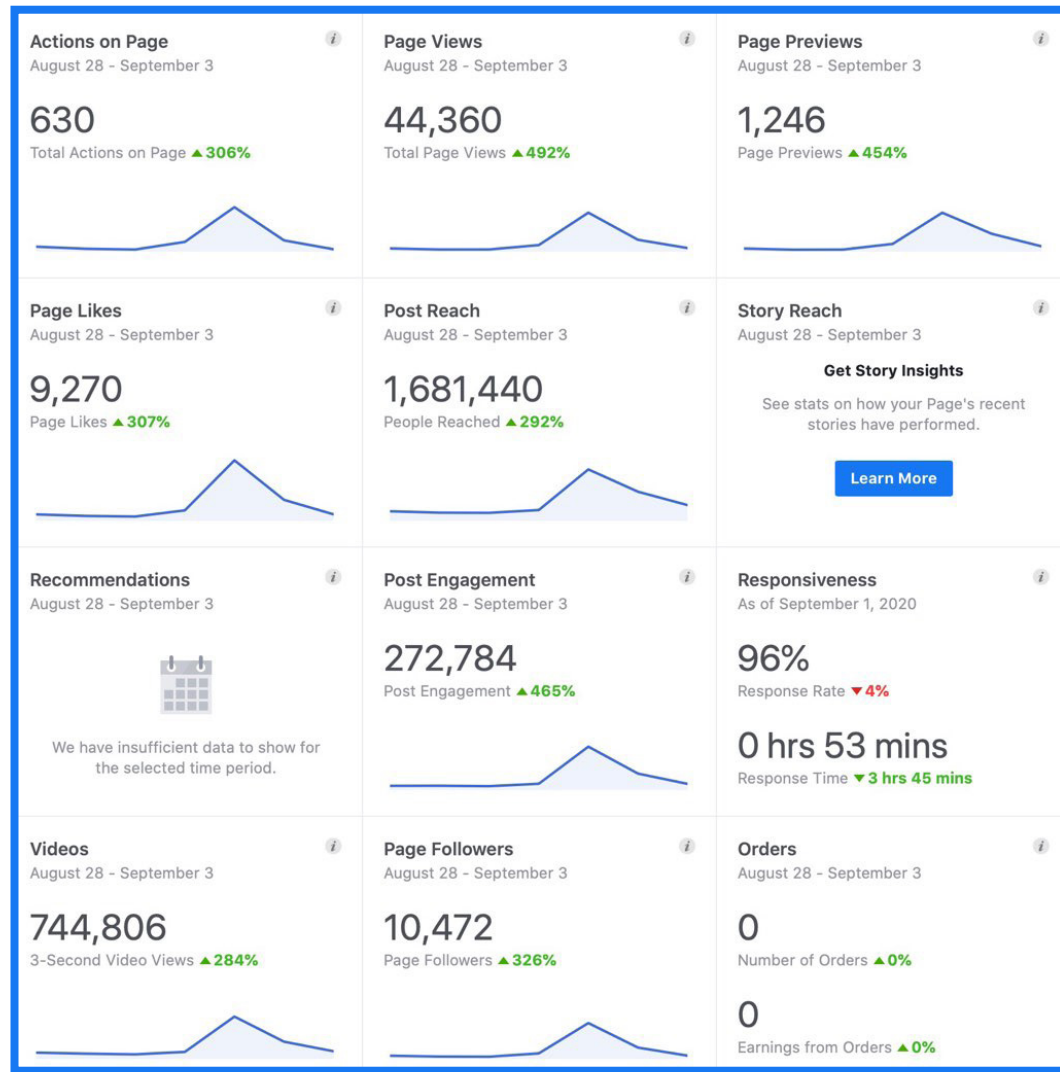 Actions on Page
August 28 - September 3
630
Total Actions on Page ▲306%
Page Views
August 28 - September 3
44,360
Total Page Views ▲492%
Page Previews
August 28 - September 3
1,246
Page Previews ▲454%
Page Likes
August 28 - September 3
9,270
Page Likes ▲307%
Post Reach
August 28 - September 3
1,681,440
People Reached ▲292%
Story Reach
August 28 - September 3
Get Story Insights
See stats on how your Page's recent
stories have performed.
Learn More
Recommendations
August 28 - September 3
We have insufficient data to show for
the selected time period.
Post Engagement
August 28 - September 3
272,784
Post Engagement ▲465%
Responsiveness
As of September 1, 2020
96%
Response Rate ▼4%
0 hrs 53 mins
Response Time ▼3 hrs 45 mins
Videos
August 28 - September 3
744,806
3-Second Video Views ▲284%
Page Followers
August 28 - September 3
10,472
Page Followers ▲326%
Orders
August 28 - September 3
0
Number of Orders ▲0%
0
Earnings from Orders ▲0%